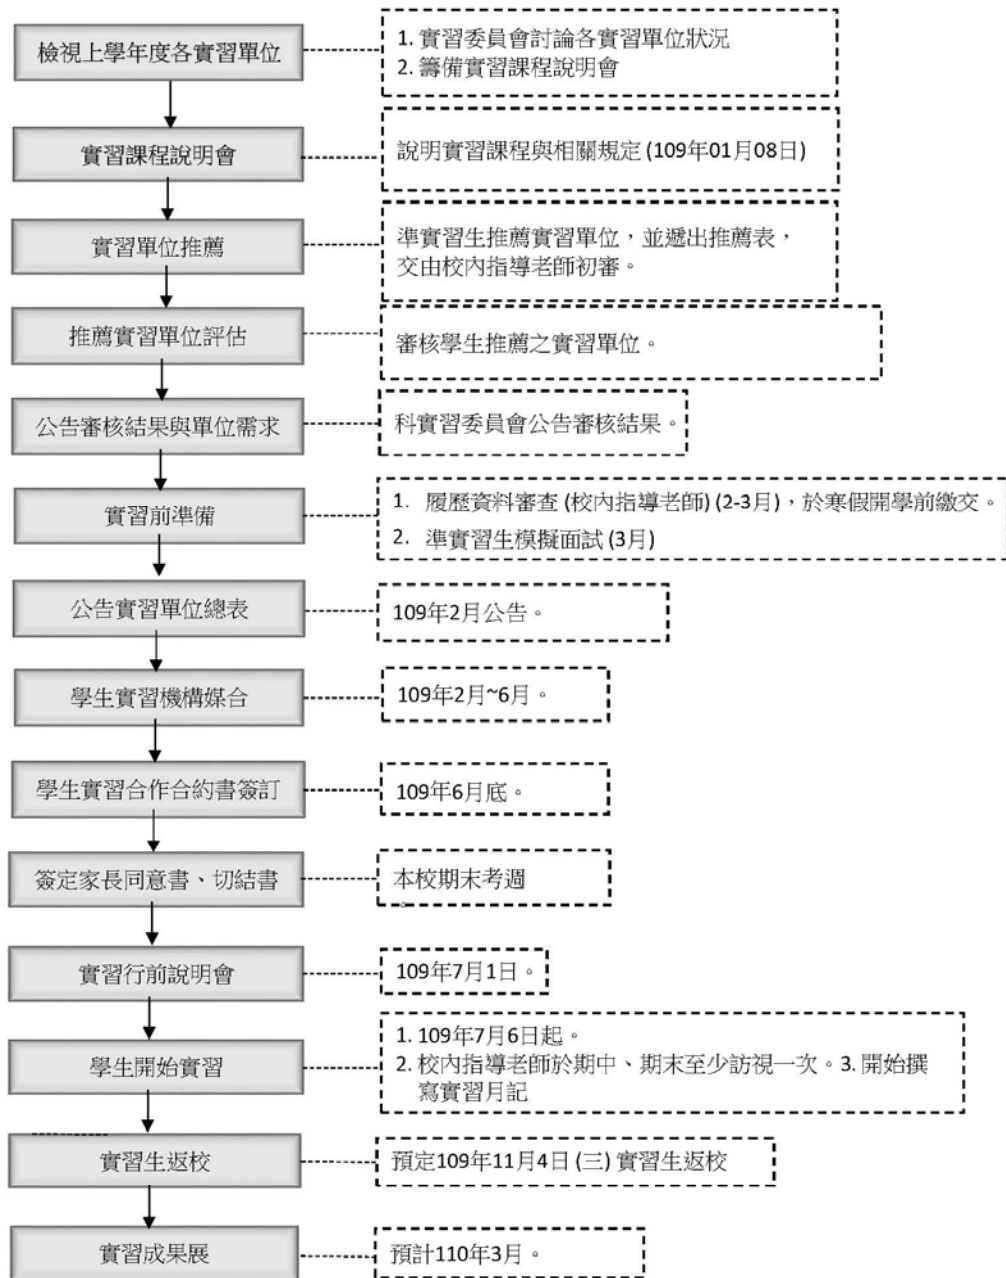 檢視上學年度各實習單位
1. 實習委員會討論各實習單位狀況
2. 籌備實習課程說明會
實習課程說明會
說明實習課程與相關規定 (109年01月08日)
實習單位推薦
準實習生推薦實習單位，並遞出推薦表，
交由校內指導老師初審。
推薦實習單位評估
審核學生推薦之實習單位。
公告審核結果與單位需求
科實習委員會公告審核結果。
實習前準備
1. 履歷資料審查 (校內指導老師) (2-3月)，於寒假開學前繳交。
2. 準實習生模擬面試 (3月)
公告實習單位總表
109年2月公告。
學生實習機構媒合
109年2月~6月。
學生實習合作合約書簽訂
109年6月底。
簽定家長同意書、切結書
本校期末考週
。
實習行前說明會
109年7月1日。
學生開始實習
1. 109年7月6日起。
2. 校內指導老師於期中、期末至少訪視一次。3. 開始撰
寫實習月記
實習生返校
預定109年11月4日 (三) 實習生返校
實習成果展
預計110年3月。